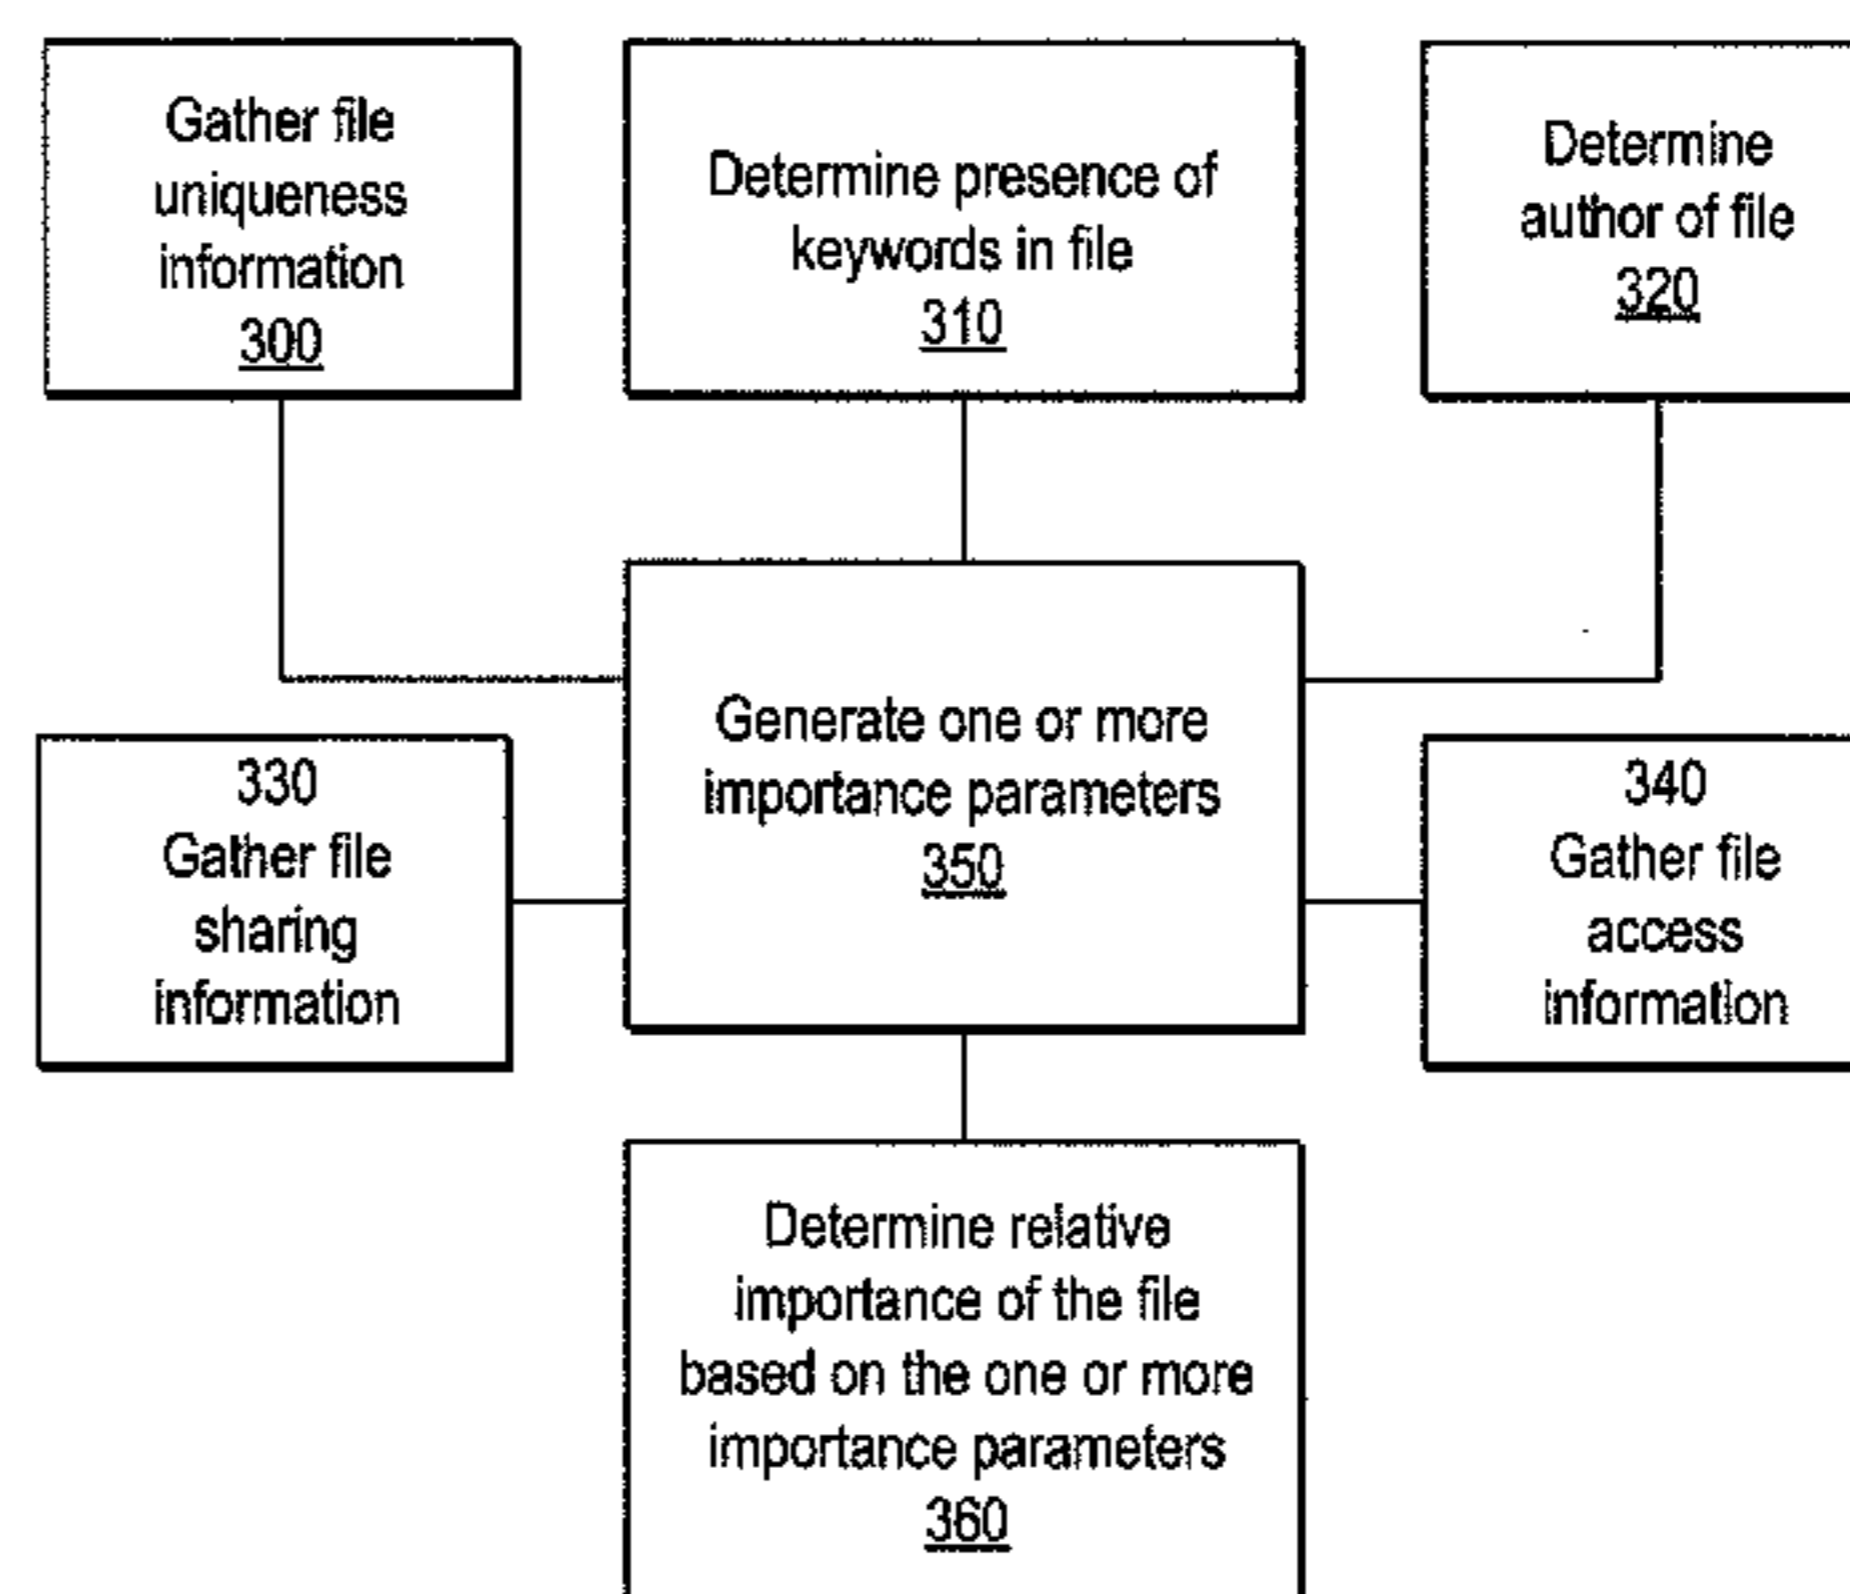 Gather file
uniqueness
information
300
Determine presence of
keywords in file
310
Determine
author of file
320
330
Gather file
sharing
information
Generate one or more
importance parameters
350
340
Gather file
access
information
Determine relative
importance of the file
based on the one or more
importance parameters
360